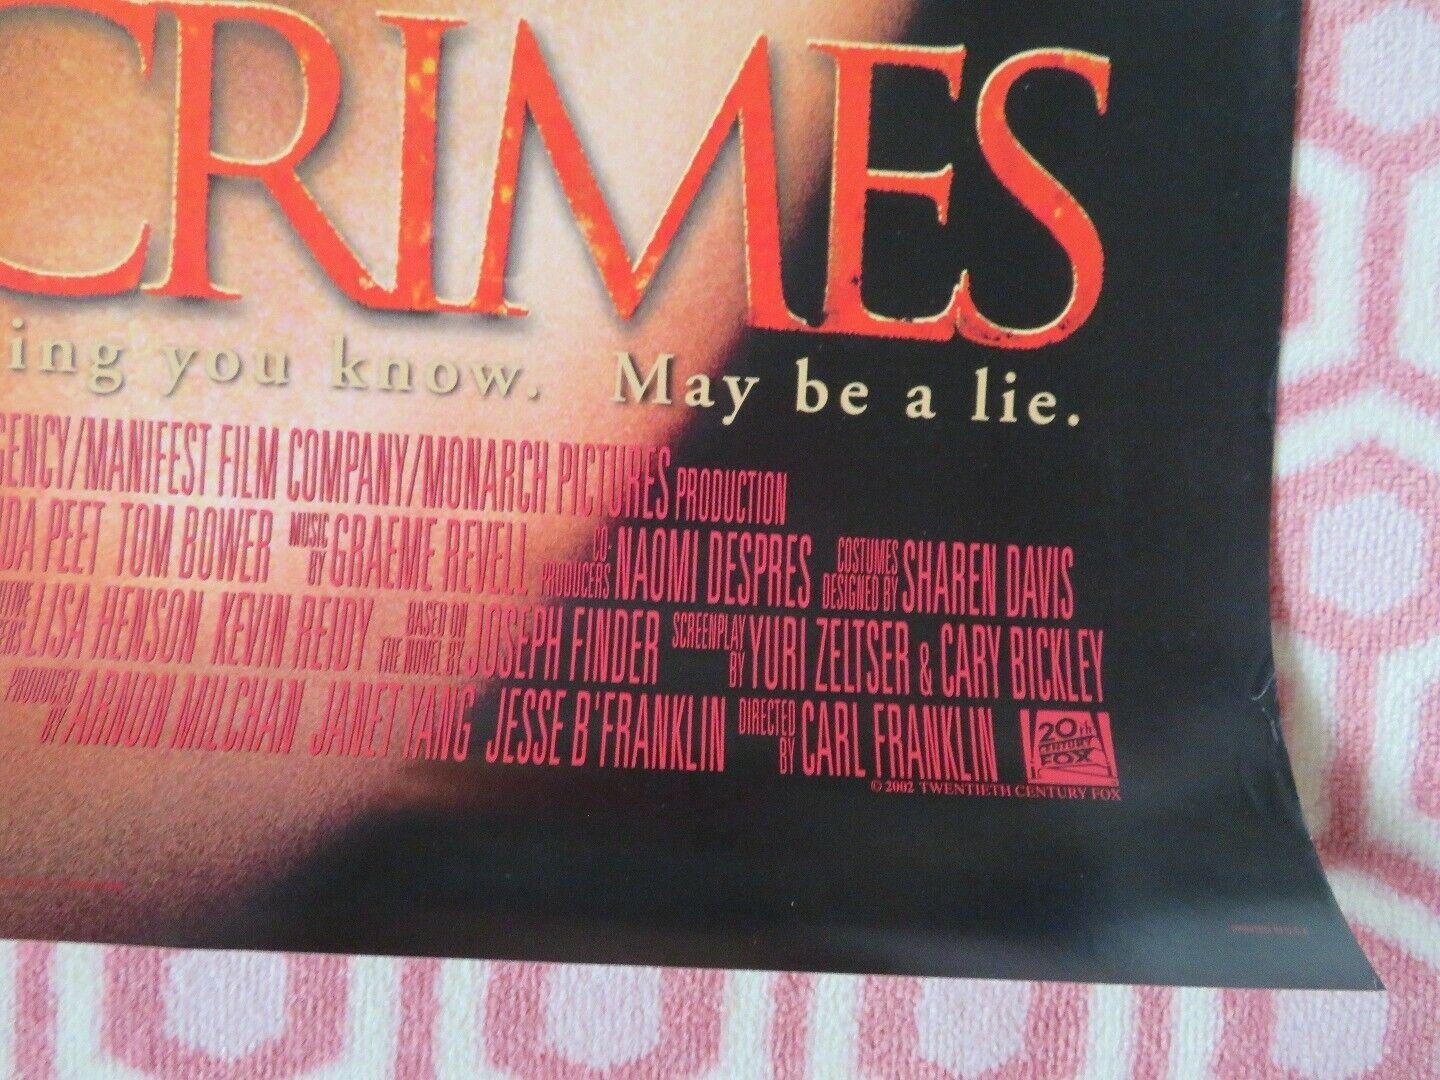 CRIMES
ing you know. May be a lie.
GENCY/MANIFEST FILM COMPANY/MONARCH PICTURES PRODUCTION
DA PEET TOM BOWER MUSIC BY GRAEME REVELL CO-PRODUCERS NAOMI DESPRES COSTUMES DESIGNED BY SHAREN DAVIS
LISA HENSON KEVIN REIDY BASED ON THE NOVEL BY JOSEPH FINDER SCREENPLAY BY YURI ZELTSER & CARY BICKLEY
PRODUCED BY ARNON MILCHAN JANET YANG JESSE B'FRANKLIN DIRECTED BY CARL FRANKLIN
20th CENTURY FOX
© 2002 TWENTIETH CENTURY FOX
PRINTED IN U.S.A.